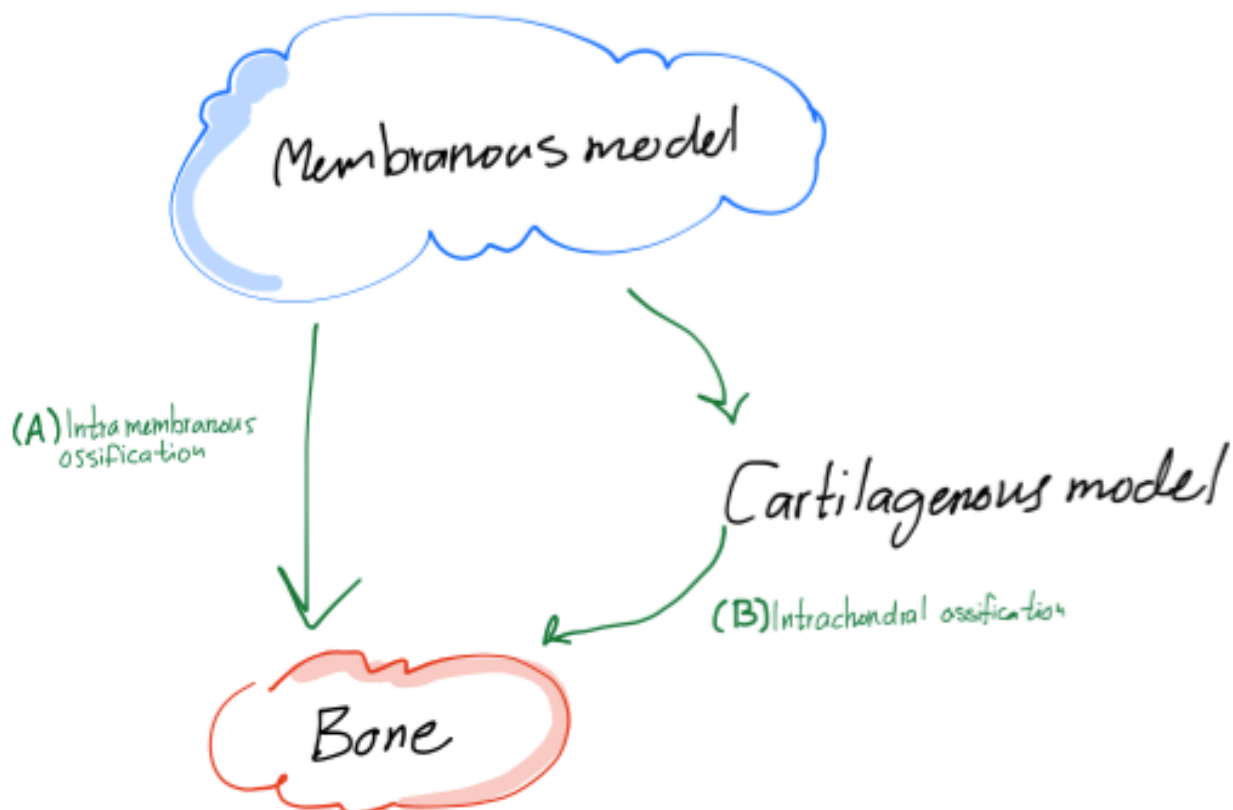 Membranous model
(A) Intramembranous
ossification
Cartilagenous model
(B) Intrachondral ossification
Bone